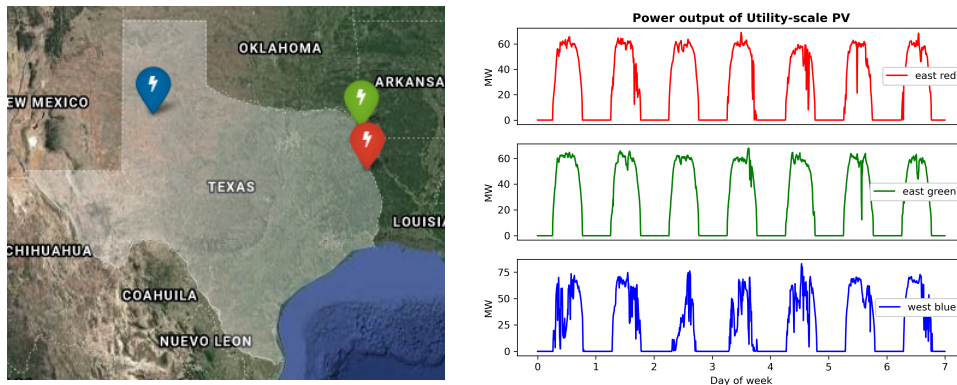 OKLAHOMA
ARKANSA
EW MEXICO
TEXAS
LOUISIA
CHIHUAHUA
COAHUILA
NUEVO LEON
Power output of Utility-scale PV
MW
60
40
20
0
east red
MW
60
40
20
0
east green
MW
75
50
25
0
west blue
0 1 2 3 4 5 6 7
Day of week